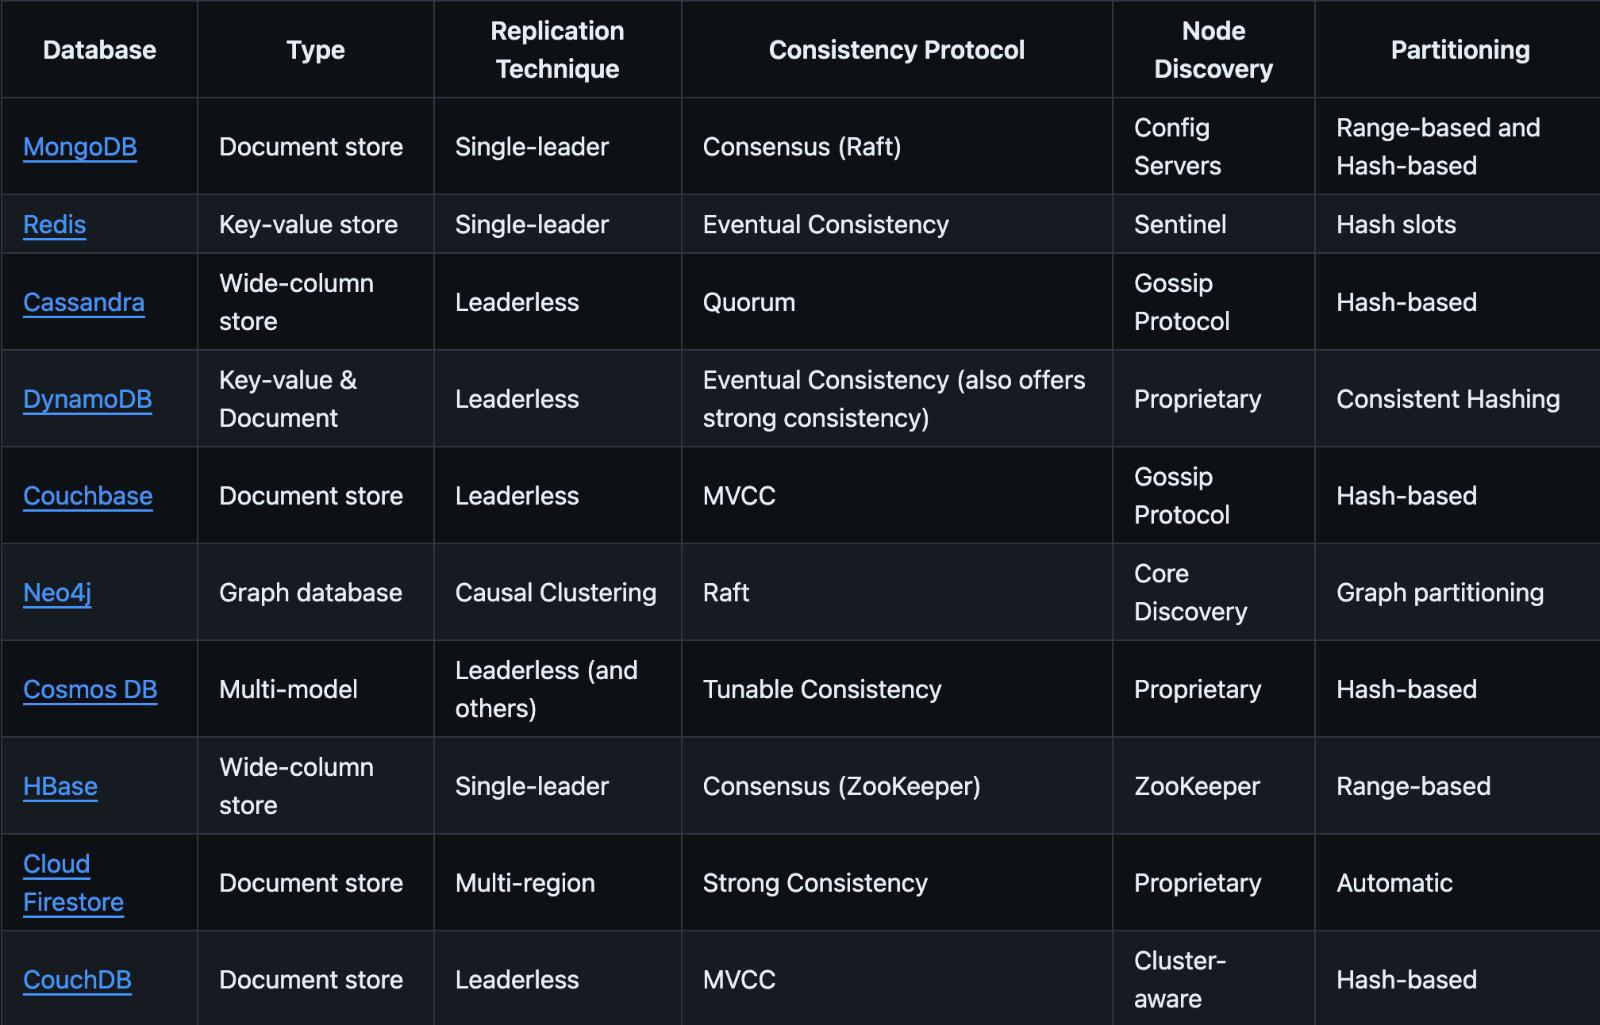 Database Type Replication Technique Consistency Protocol Node Discovery Partitioning
MongoDB Document store Single-leader Consensus (Raft) Config Servers Range-based and Hash-based
Redis Key-value store Single-leader Eventual Consistency Sentinel Hash slots
Cassandra Wide-column store Leaderless Quorum Gossip Protocol Hash-based
DynamoDB Key-value & Document Leaderless Eventual Consistency (also offers strong consistency) Proprietary Consistent Hashing
Couchbase Document store Leaderless MVCC Gossip Protocol Hash-based
Neo4j Graph database Causal Clustering Raft Core Discovery Graph partitioning
Cosmos DB Multi-model Leaderless (and others) Tunable Consistency Proprietary Hash-based
HBase Wide-column store Single-leader Consensus (ZooKeeper) ZooKeeper Range-based
Cloud Firestore Document store Multi-region Strong Consistency Proprietary Automatic
CouchDB Document store Leaderless MVCC Cluster-aware Hash-based